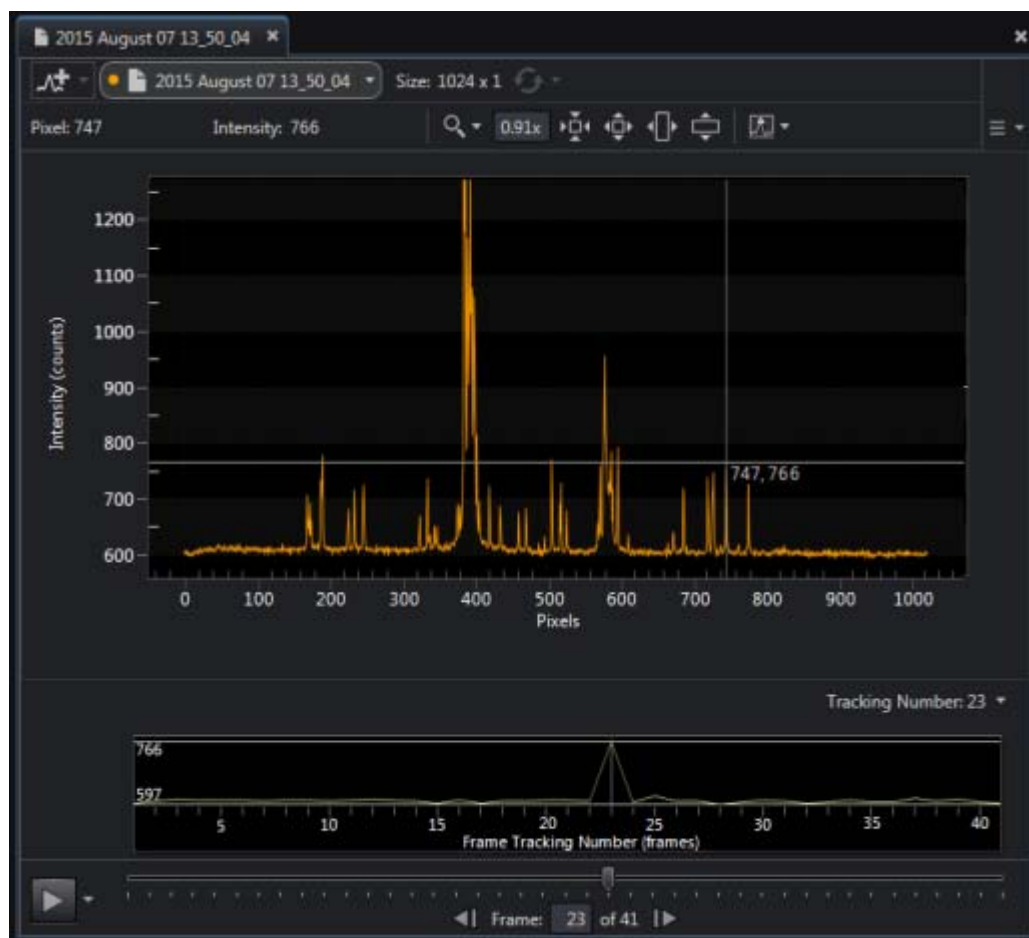 2015 August 07 13_50_04
2015 August 07 13_50_04 Size: 1024 x 1
Pixel: 747 Intensity: 766 0.91x
1200
1100
1000
900
800
700
600
Intensity (counts)
747, 766
0 100 200 300 400 500 600 700 800 900 1000
Pixels
Tracking Number: 23
766
597
5 10 15 20 25 30 35 40
Frame Tracking Number (frames)
Frame: 23 of 41